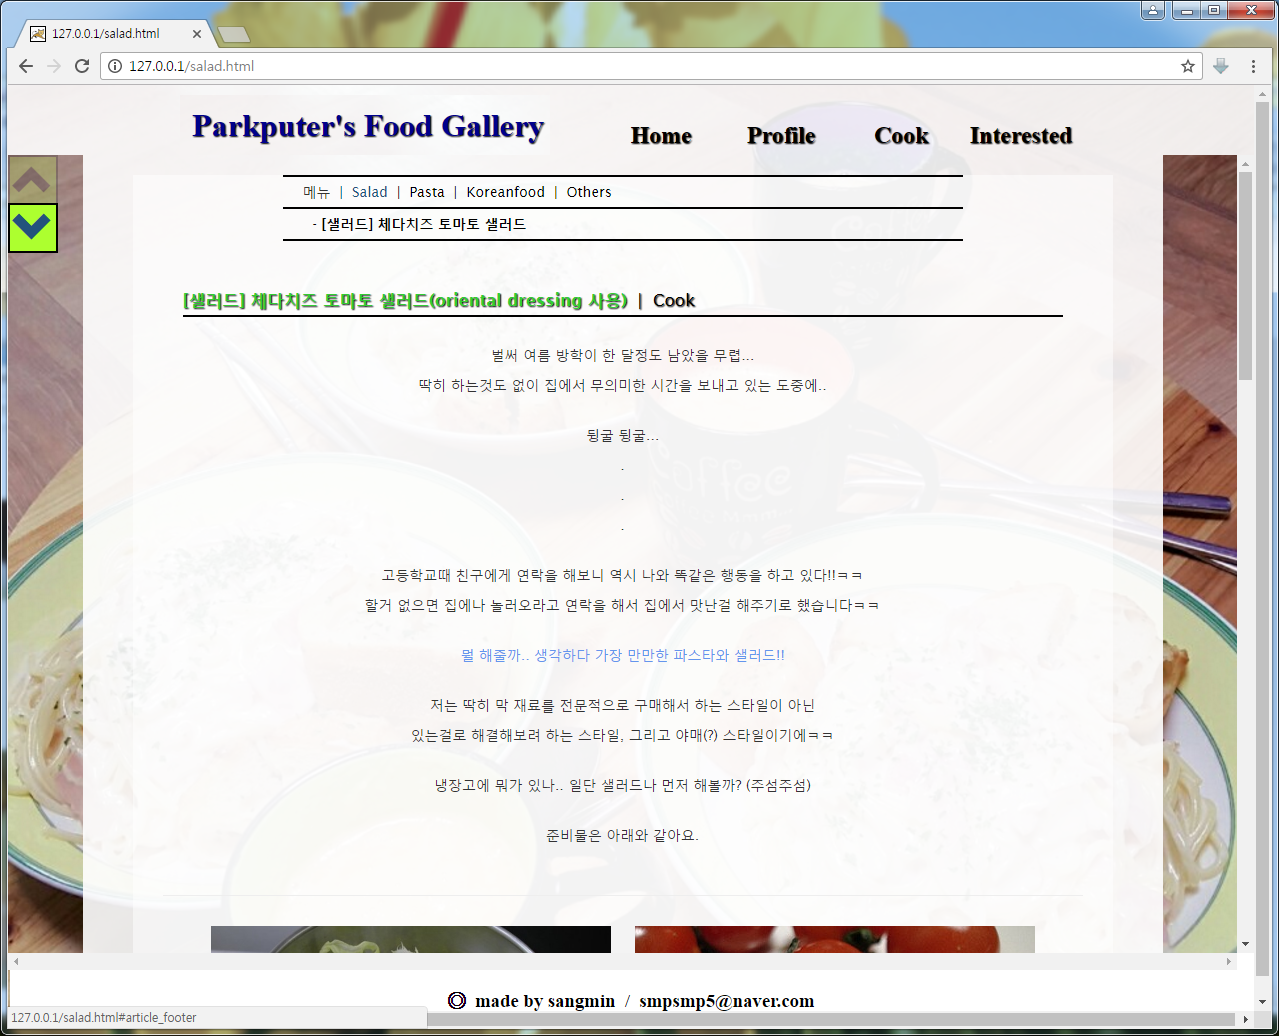 127.0.0.1/salad.html
127.0.0.1/salad.html
Parkputer's Food Gallery
Home Profile Cook Interested
메뉴 | Salad | Pasta | Koreanfood | Others
- [샐러드] 체다치즈 토마토 샐러드
[샐러드] 체다치즈 토마토 샐러드(oriental dressing 사용) | Cook
벌써 여름 방학이 한 달정도 남았을 무렵...
딱히 하는것도 없이 집에서 무의미한 시간을 보내고 있는 도중에..
뒹굴 뒹굴...
.
.
.
고등학교때 친구에게 연락을 해보니 역시 나와 똑같은 행동을 하고 있다!!ㅋㅋ
할거 없으면 집에나 놀러오라고 연락을 해서 집에서 맛난걸 해주기로 했습니다ㅋㅋ
뭘 해줄까.. 생각하다 가장 만만한 파스타와 샐러드!!
저는 딱히 막 재료를 전문적으로 구매해서 하는 스타일이 아닌
있는걸로 해결해보려 하는 스타일, 그리고 야매(?) 스타일이기에ㅋㅋ
냉장고에 뭐가 있나.. 일단 샐러드나 먼저 해볼까? (주섬주섬)
준비물은 아래와 같아요.
made by sangmin / smpsmp5@naver.com
127.0.0.1/salad.html#article_footer